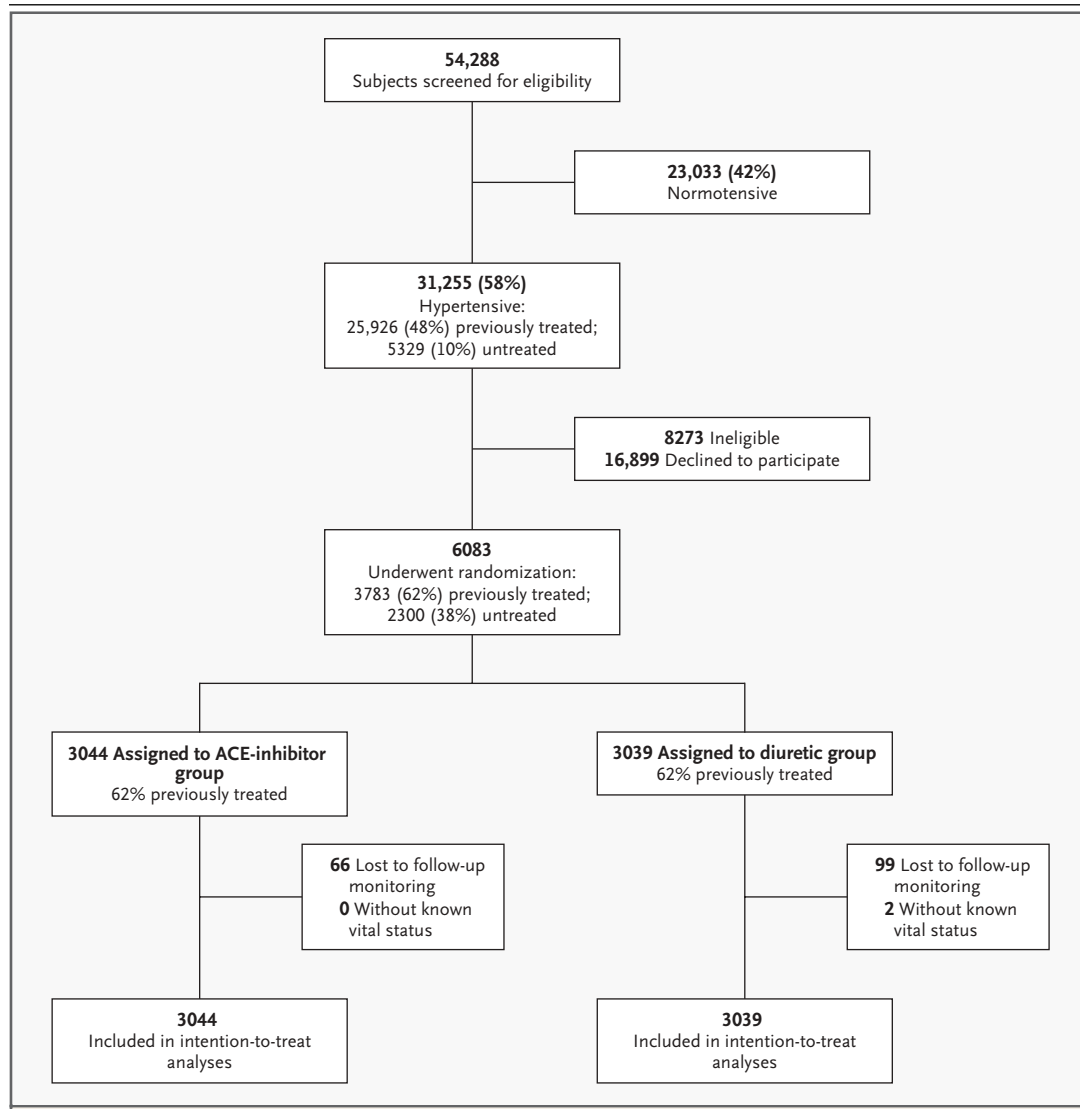 54,288
Subjects screened for eligibility
23,033 (42%)
Normotensive
31,255 (58%)
Hypertensive:
25,926 (48%) previously treated;
5329 (10%) untreated
8273 Ineligible
16,899 Declined to participate
6083
Underwent randomization:
3783 (62%) previously treated;
2300 (38%) untreated
3044 Assigned to ACE-inhibitor
group
62% previously treated
3039 Assigned to diuretic group
62% previously treated
66 Lost to follow-up
monitoring
0 Without known
vital status
99 Lost to follow-up
monitoring
2 Without known
vital status
3044
Included in intention-to-treat
analyses
3039
Included in intention-to-treat
analyses